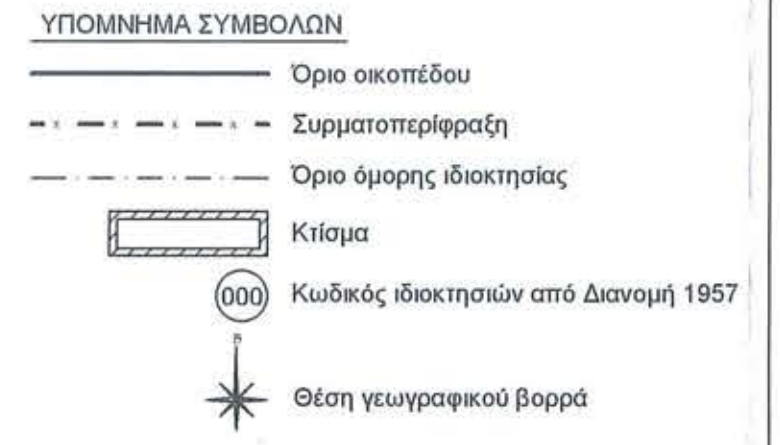 ΥΠΟΜΝΗΜΑ ΣΥΜΒΟΛΩΝ
Όριο οικοπέδου
x x x x Συρματοπερίφραξη
Όριο όμορης ιδιοκτησίας
Κτίσμα
000 Κωδικός ιδιοκτησιών από Διανομή 1957
Β
Θέση γεωγραφικού βορρά